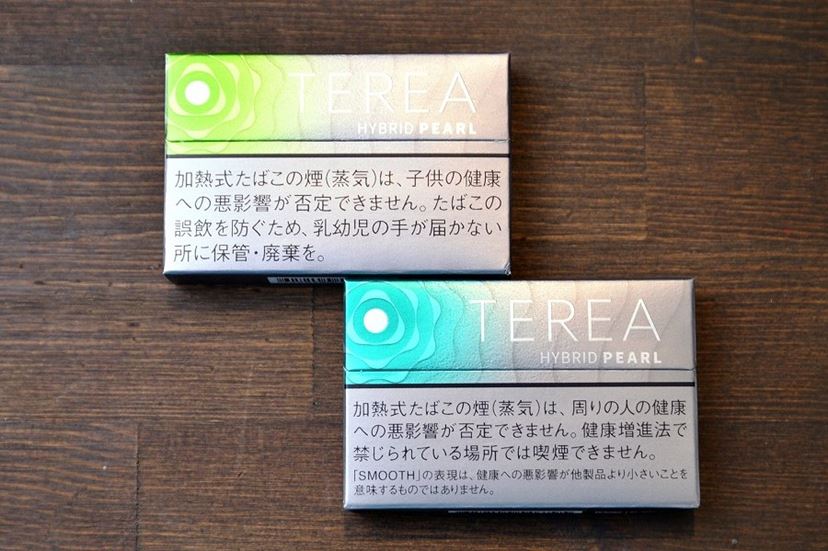 TEREA
HYBRID PEARL
加熱式たばこの煙(蒸気)は、子供の健康
への悪影響が否定できません。たばこの
誤飲を防ぐため、乳幼児の手が届かない
所に保管・廃棄を。
TEREA
HYBRID PEARL
加熱式たばこの煙(蒸気)は、周りの人の健康
への悪影響が否定できません。健康増進法で
禁じられている場所では喫煙できません。
「SMOOTH」の表現は、健康への悪影響が他製品より小さいことを
意味するものではありません。